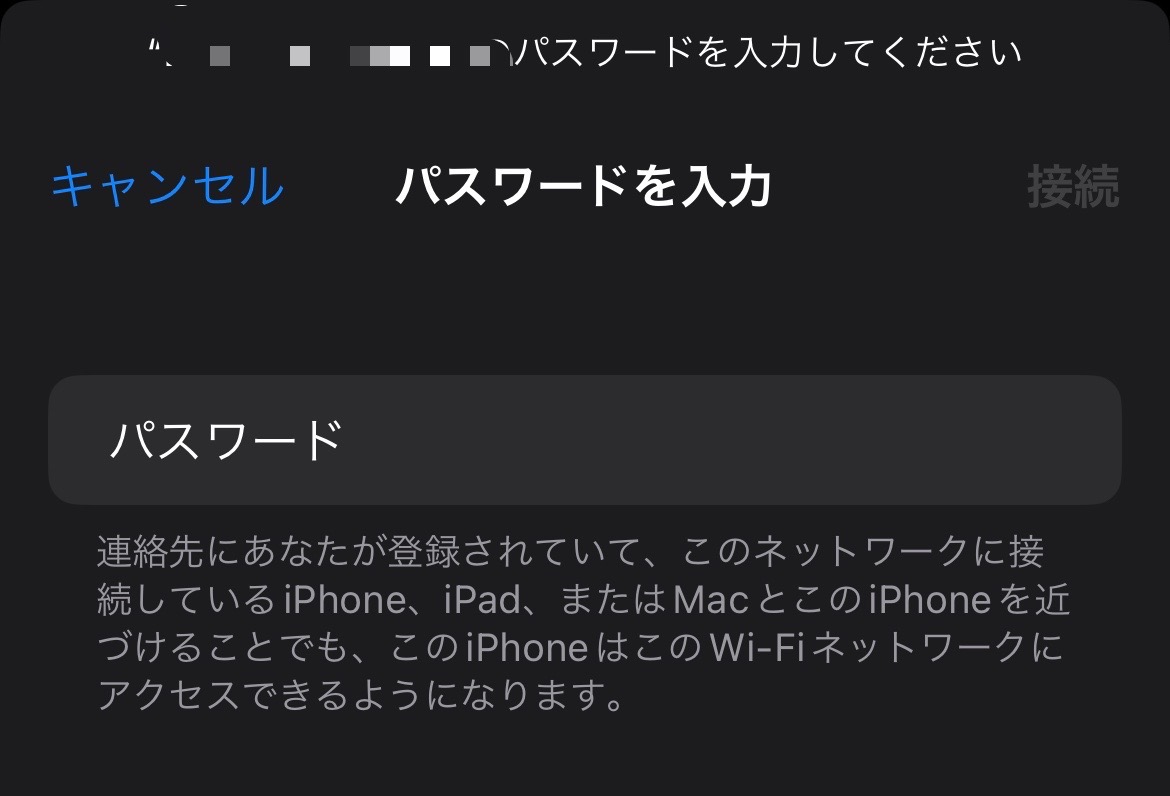 “のパスワードを入力してください
キャンセル パスワードを入力 接続
パスワード
連絡先にあなたが登録されていて、このネットワークに接
続しているiPhone、iPad、またはMacとこのiPhoneを近
づけることでも、このiPhoneはこのWi-Fiネットワークに
アクセスできるようになります。